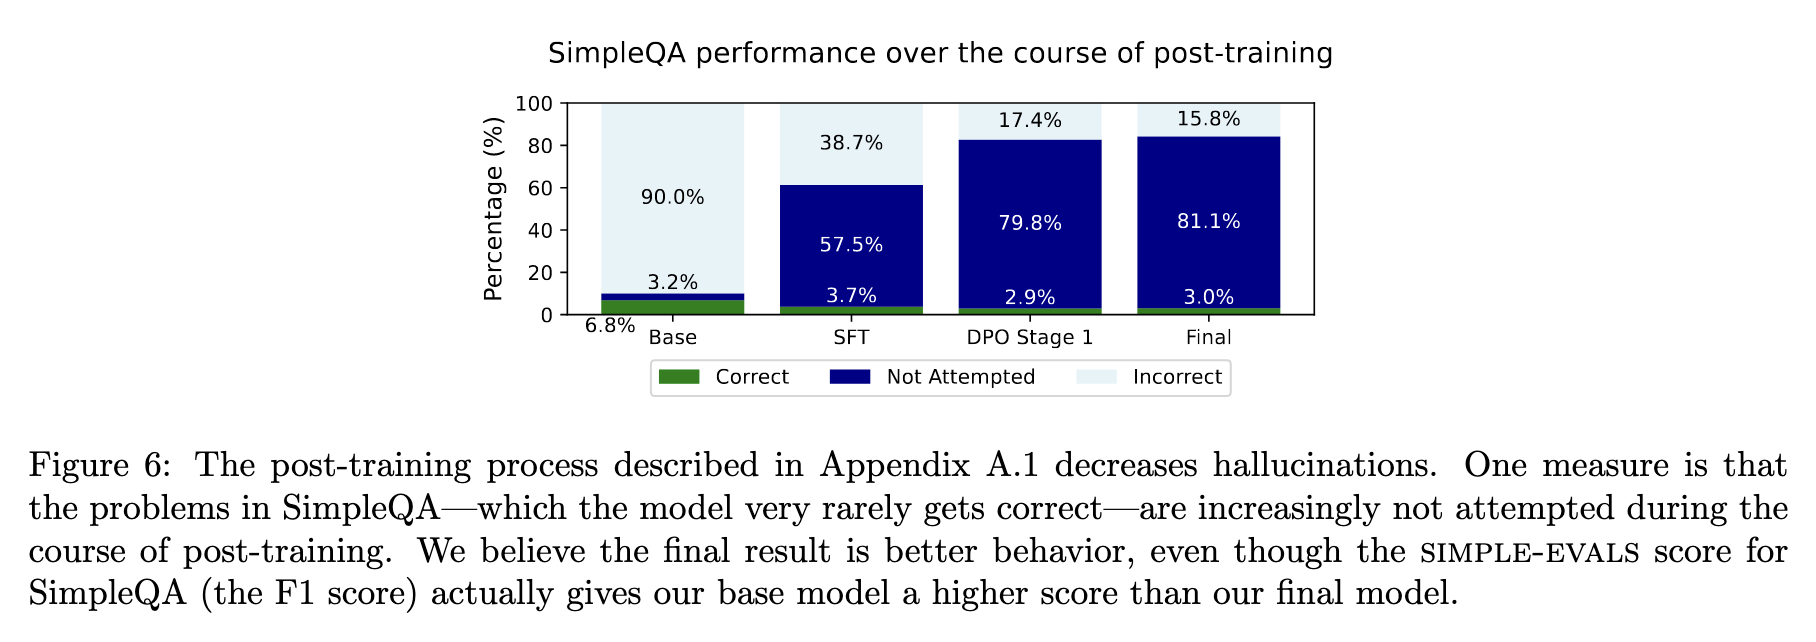 SimpleQA performance over the course of post-training
Percentage (%)
100
80
60
40
20
0
90.0%
3.2%
6.8%
38.7%
57.5%
3.7%
17.4%
79.8%
2.9%
15.8%
81.1%
3.0%
Base SFT DPO Stage 1 Final
Correct Not Attempted Incorrect
Figure 6: The post-training process described in Appendix A.1 decreases hallucinations. One measure is that
the problems in SimpleQA—which the model very rarely gets correct—are increasingly not attempted during the
course of post-training. We believe the final result is better behavior, even though the SIMPLE-EVALS score for
SimpleQA (the F1 score) actually gives our base model a higher score than our final model.